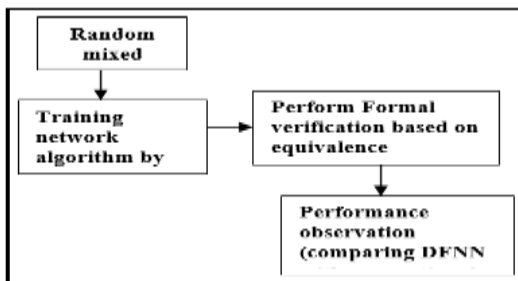 Random
mixed
Training
network
algorithm by
Perform Formal
verification based on
equivalence
Performance
observation
(comparing DFNN